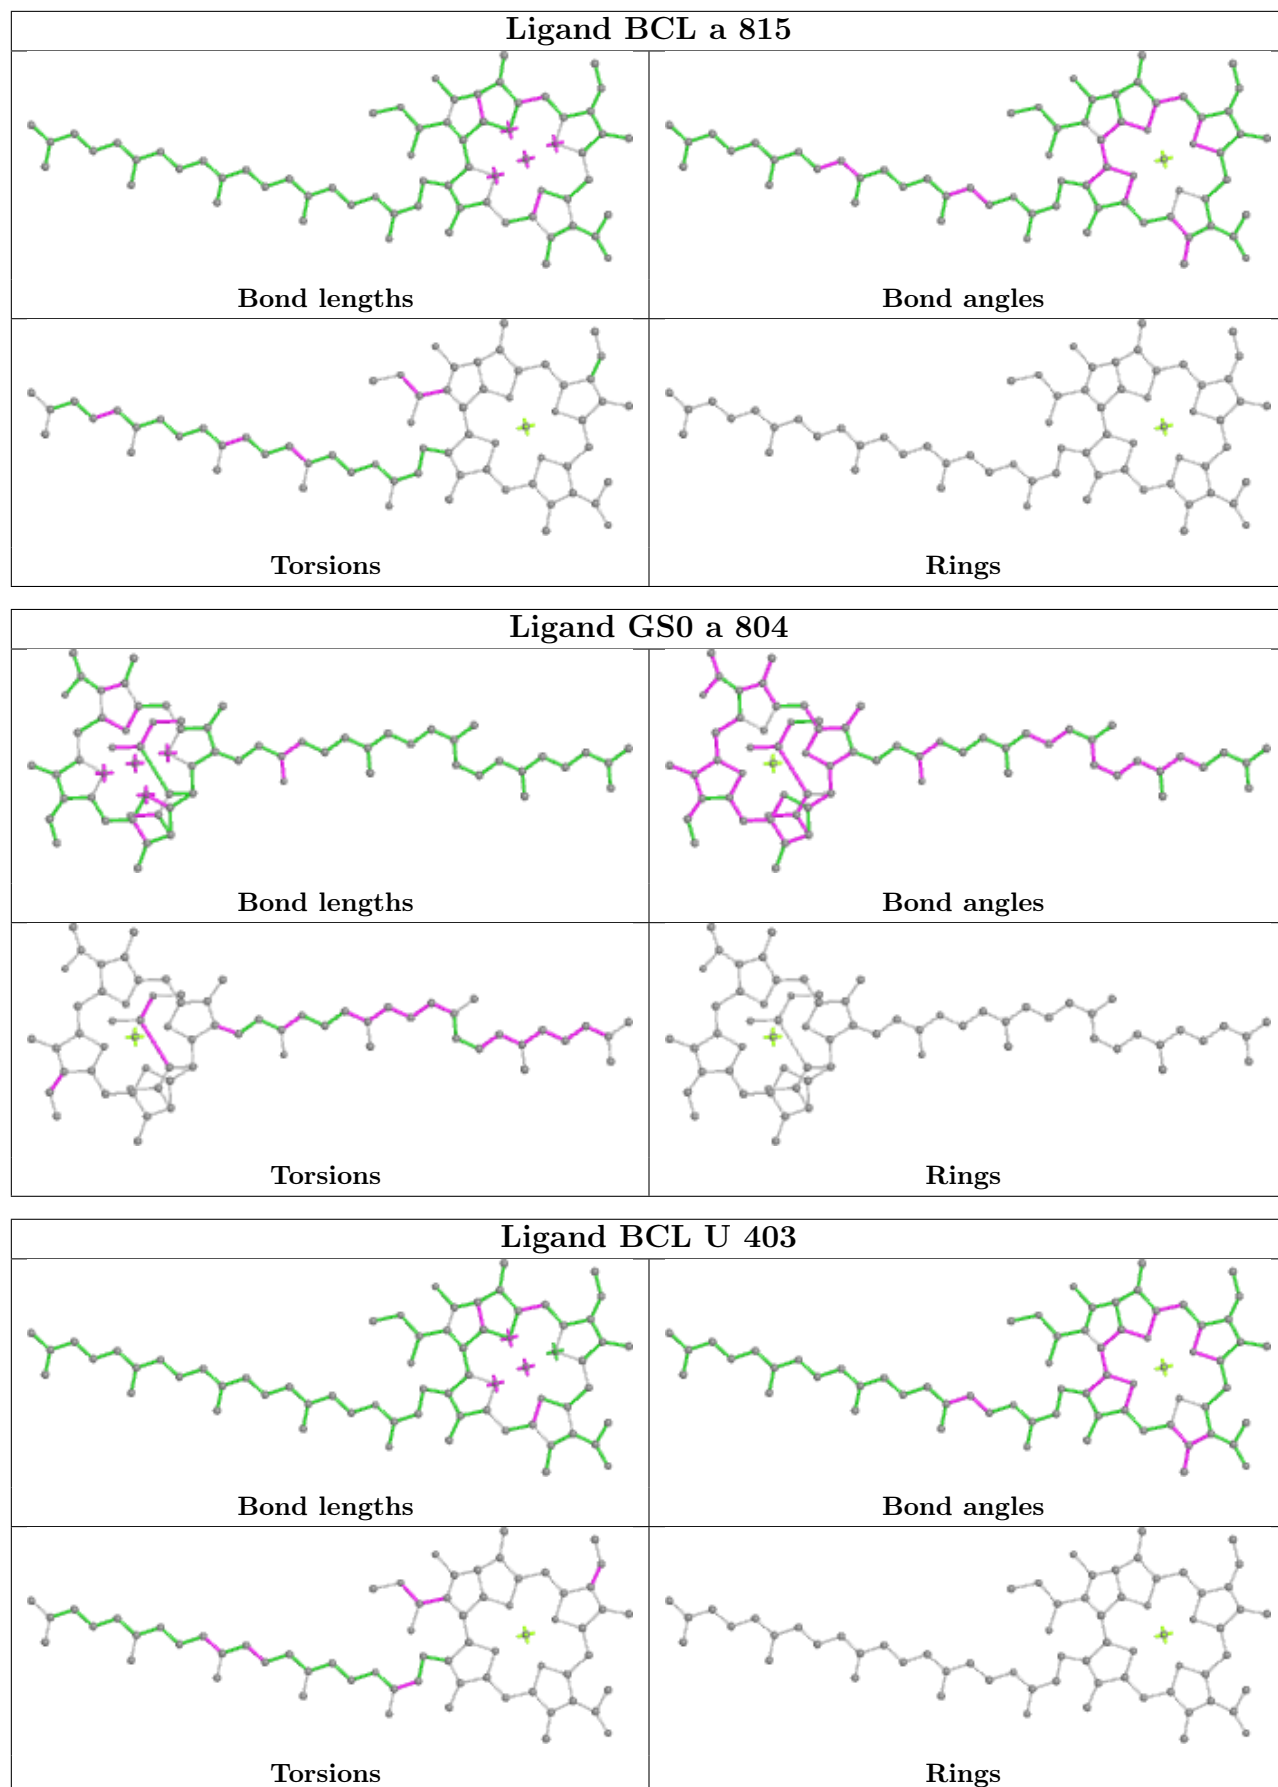 Ligand BCL a 815
Bond lengths
Bond angles
Torsions
Rings
Ligand GS0 a 804
Bond lengths
Bond angles
Torsions
Rings
Ligand BCL U 403
Bond lengths
Bond angles
Torsions
Rings